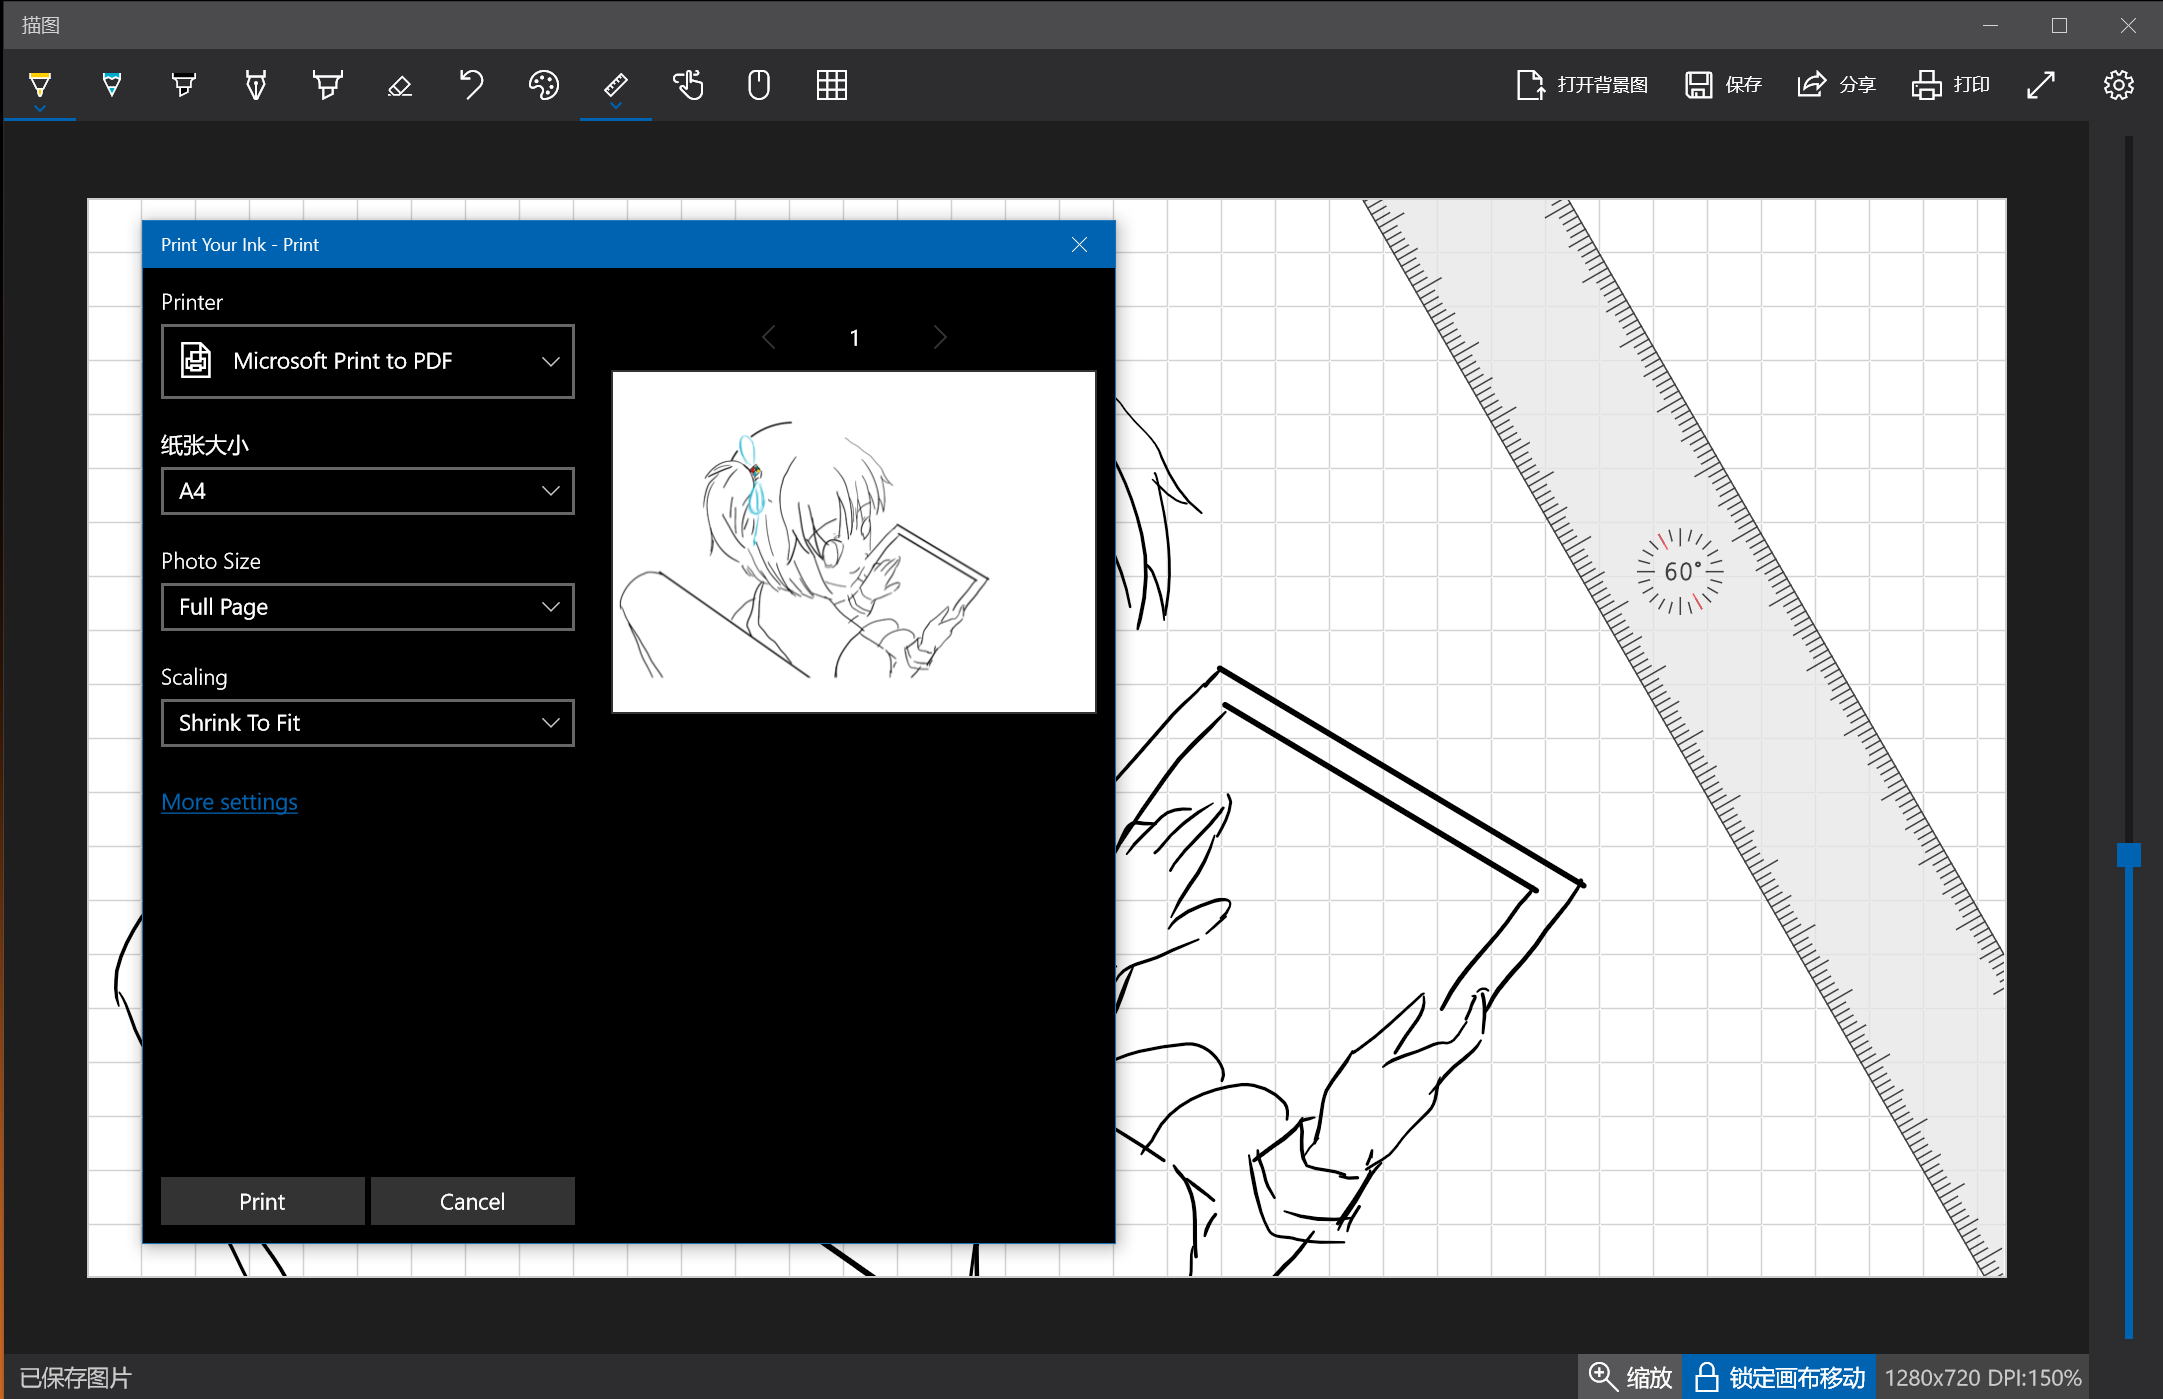 描图
打开背景图 保存 分享 打印
Print Your Ink - Print
Printer
Microsoft Print to PDF
纸张大小
A4
Photo Size
Full Page
Scaling
Shrink To Fit
More settings
Print Cancel
1
60°
已保存图片
缩放 锁定画布移动 1280x720 DPI:150%